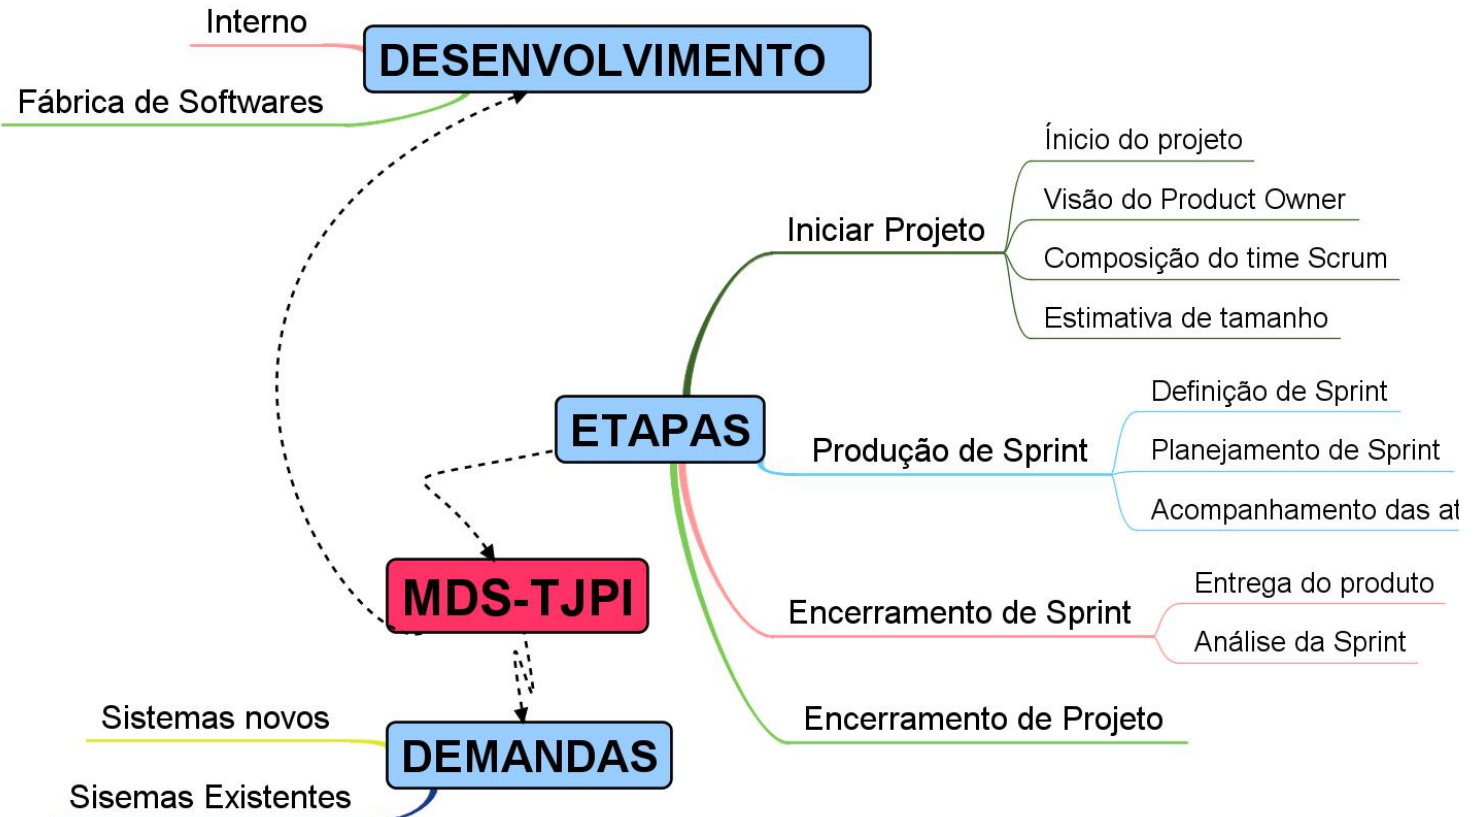 Interno
DESENVOLVIMENTO
Fábrica de Softwares
Ínicio do projeto
Visão do Product Owner
Iniciar Projeto
Composição do time Scrum
Estimativa de tamanho
Definição de Sprint
ETAPAS
Produção de Sprint
Planejamento de Sprint
Acompanhamento das
MDS-TJPI
Entrega do produto
Encerramento de Sprint
Análise da Sprint
Sistemas novos
Encerramento de Projeto
DEMANDAS
Sisemas Existentes